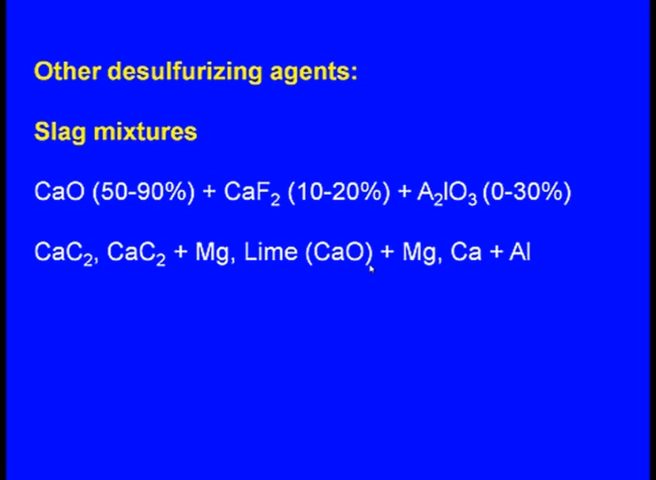 Other desulfurizing agents:
Slag mixtures
CaO (50-90%) + CaF₂ (10-20%) + A₂lO₃ (0-30%)
CaC₂, CaC₂ + Mg, Lime (CaO) + Mg, Ca + Al